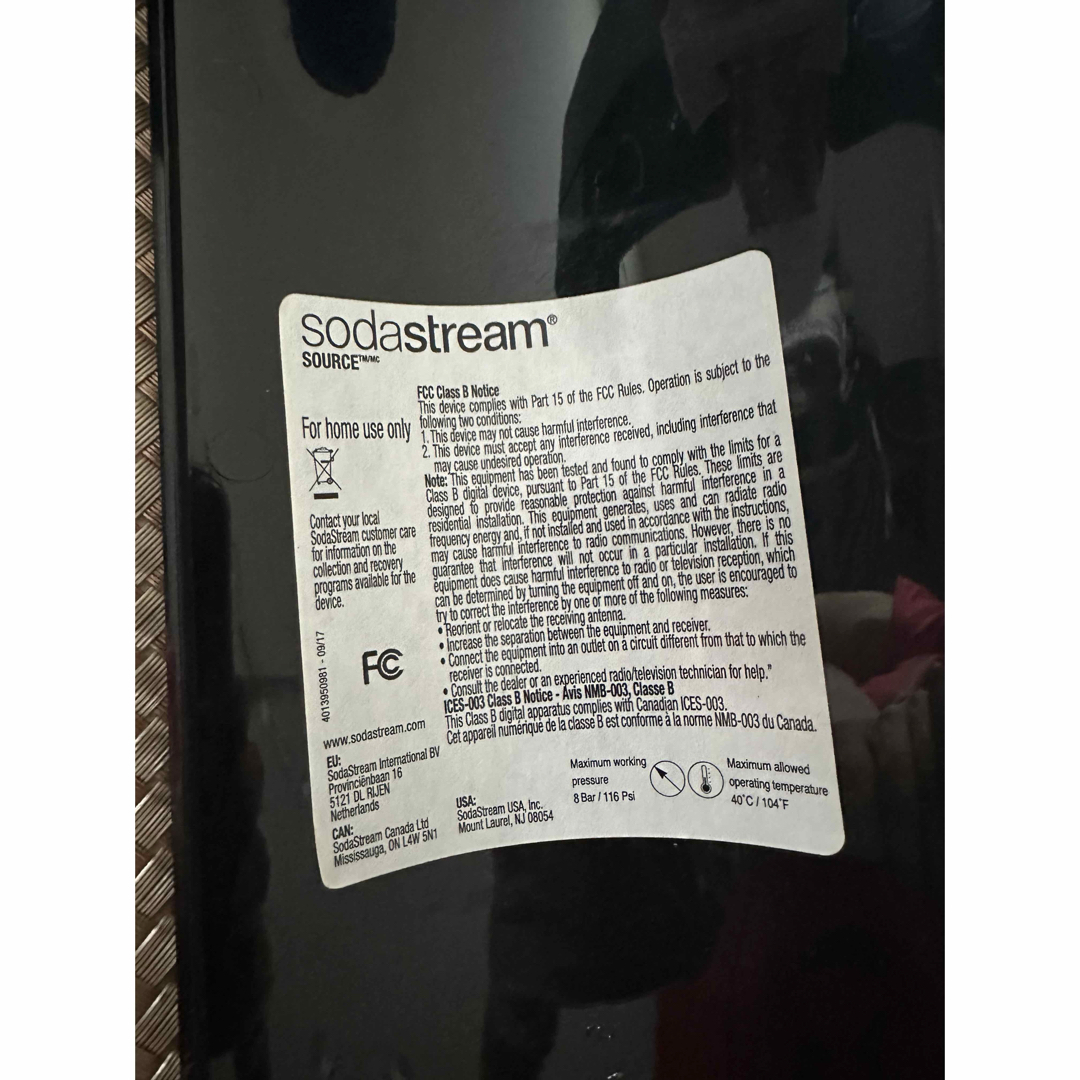 sodastream®
SOURCE™/MC
For home use only
Contact your local
SodaStream customer care
for information on the
collection and recovery
programs available for the
device.
4013950981 - 09/17
FC
www.sodastream.com
EU:
SodaStream International BV
Provinciënbaan 16
5121 DL RIJEN
Netherlands
CAN:
SodaStream Canada Ltd
Mississauga, ON L4W 5N1
FCC Class B Notice
This device complies with Part 15 of the FCC Rules. Operation is subject to the
following two conditions:
1. This device may not cause harmful interference.
2. This device must accept any interference received, including interference that
may cause undesired operation.
Note: This equipment has been tested and found to comply with the limits for a
Class B digital device, pursuant to Part 15 of the FCC Rules. These limits are
designed to provide reasonable protection against harmful interference in a
residential installation. This equipment generales, uses and can radiate radio
frequency energy and, if not installed and used in accordance with the instructions,
may cause harmful interference to radio communications. However, there is no
guarantee that interference will not occur in a particular installation. If this
equipment does cause harmful interference to radio or television reception, which
can be determined by turning the equipment off and on, the user is encouraged to
try to correct the interference by one or more of the following measures:
• Reorient or relocate the receiving antenna.
• Increase the separation between the equipment and receiver.
• Connect the equipment into an outlet on a circuit different from that to which the
receiver is connected.
• Consult the dealer or an experienced radio/television technician for help."
ICES-003 Class B Notice - Avis NMB-003, Classe B
This Class B digital apparatus complies with Canadian ICES-003.
Cet appareil numérique de la classe B est conforme à la norme NMB-003 du Canada.
USA:
SodaStream USA, Inc.
Mount Laurel, NJ 08054
Maximum working
pressure
8 Bar / 116 Psi
Maximum allowed
operating temperature
40°C / 104°F